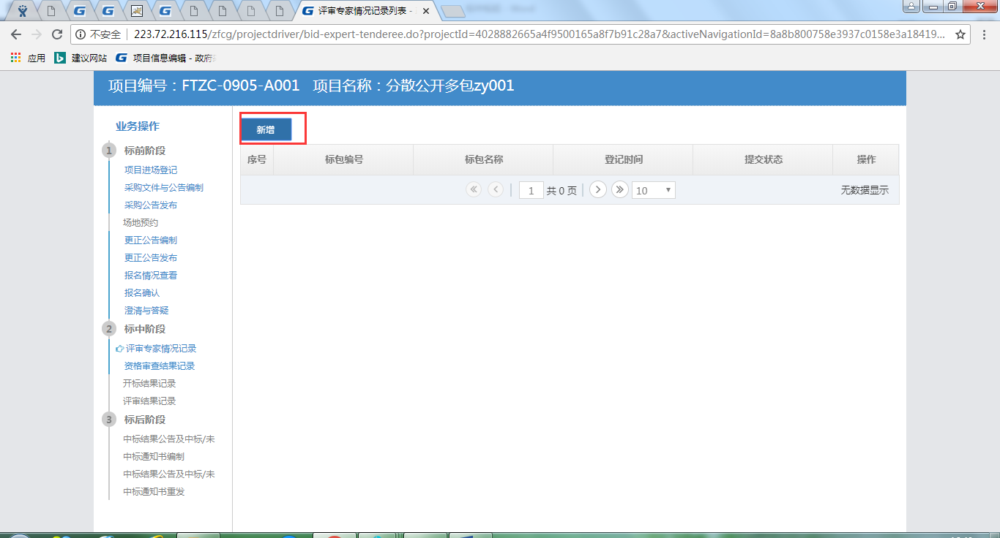 评审专家情况记录列表 -
不安全 223.72.216.115/zfcg/projectdriver/bid-expert-tenderee.do?projectId=4028882665a4f9500165a8f7b91c28a7&activeNavigationId=8a8b800758e3937c0158e3a18419...
应用 建议网站 项目信息编辑 - 政府
项目编号：FTZC-0905-A001 项目名称：分散公开多包zy001
业务操作
1 标前阶段
项目进场登记
采购文件与公告编制
采购公告发布
场地预约
更正公告编制
更正公告发布
报名情况查看
报名确认
澄清与答疑
2 标中阶段
评审专家情况记录
资格审查结果记录
开标结果记录
评审结果记录
3 标后阶段
中标结果公告及中标/未
中标通知书编制
中标结果公告及中标/未
中标通知书重发
新增
序号 标包编号 标包名称 登记时间 提交状态 操作
1 共 0 页 10 无数据显示